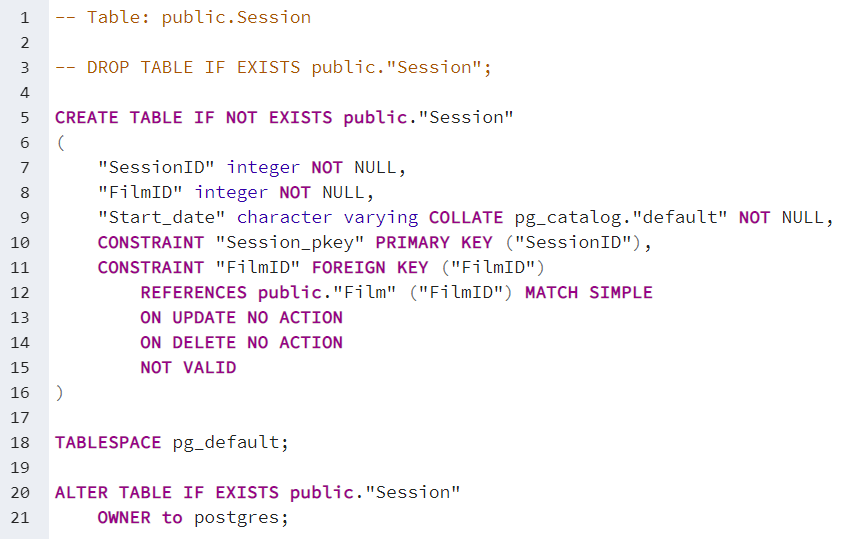 1 -- Table: public.Session
2
3 -- DROP TABLE IF EXISTS public."Session";
4
5 CREATE TABLE IF NOT EXISTS public."Session"
6 (
7     "SessionID" integer NOT NULL,
8     "FilmID" integer NOT NULL,
9     "Start_date" character varying COLLATE pg_catalog."default" NOT NULL,
10     CONSTRAINT "Session_pkey" PRIMARY KEY ("SessionID"),
11     CONSTRAINT "FilmID" FOREIGN KEY ("FilmID")
12         REFERENCES public."Film" ("FilmID") MATCH SIMPLE
13         ON UPDATE NO ACTION
14         ON DELETE NO ACTION
15         NOT VALID
16 )
17
18 TABLESPACE pg_default;
19
20 ALTER TABLE IF EXISTS public."Session"
21     OWNER to postgres;